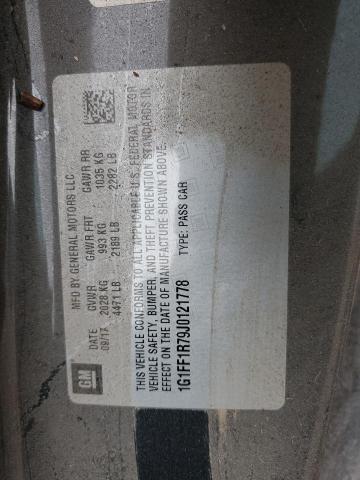 MFD BY GENERAL MOTORS LLC
DATE GVWR GAWR FRT GAWR RR
09/17 2028 KG 993 KG 1035 KG
4471 LB 2189 LB 2282 LB
GM
THIS VEHICLE CONFORMS TO ALL APPLICABLE U.S. FEDERAL MOTOR
VEHICLE SAFETY, BUMPER, AND THEFT PREVENTION STANDARDS IN
EFFECT ON THE DATE OF MANUFACTURE SHOWN ABOVE.
1G1FF1R79J0121778 TYPE: PASS CAR